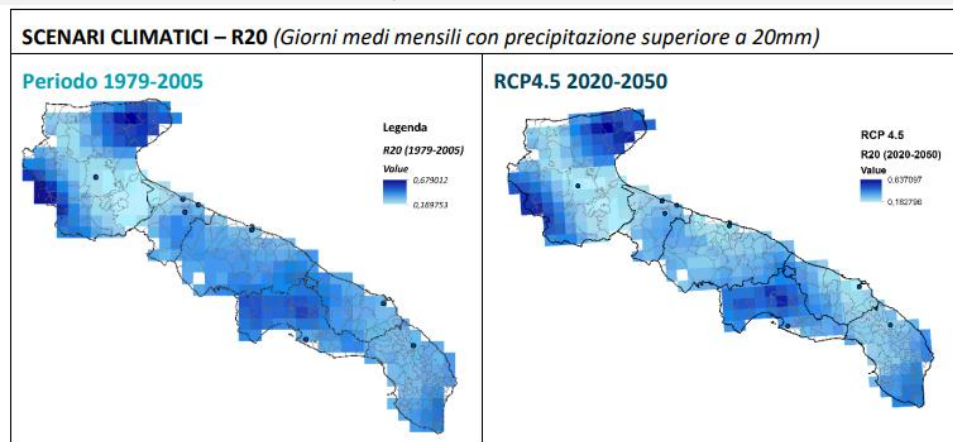 SCENARI CLIMATICI – R20 (Giorni medi mensili con precipitazione superiore a 20mm)
Periodo 1979-2005
Legenda
R20 (1979-2005)
Value
0,679012
0,169753
RCP4.5 2020-2050
RCP 4.5
R20 (2020-2050)
Value
0,637097
0,182796